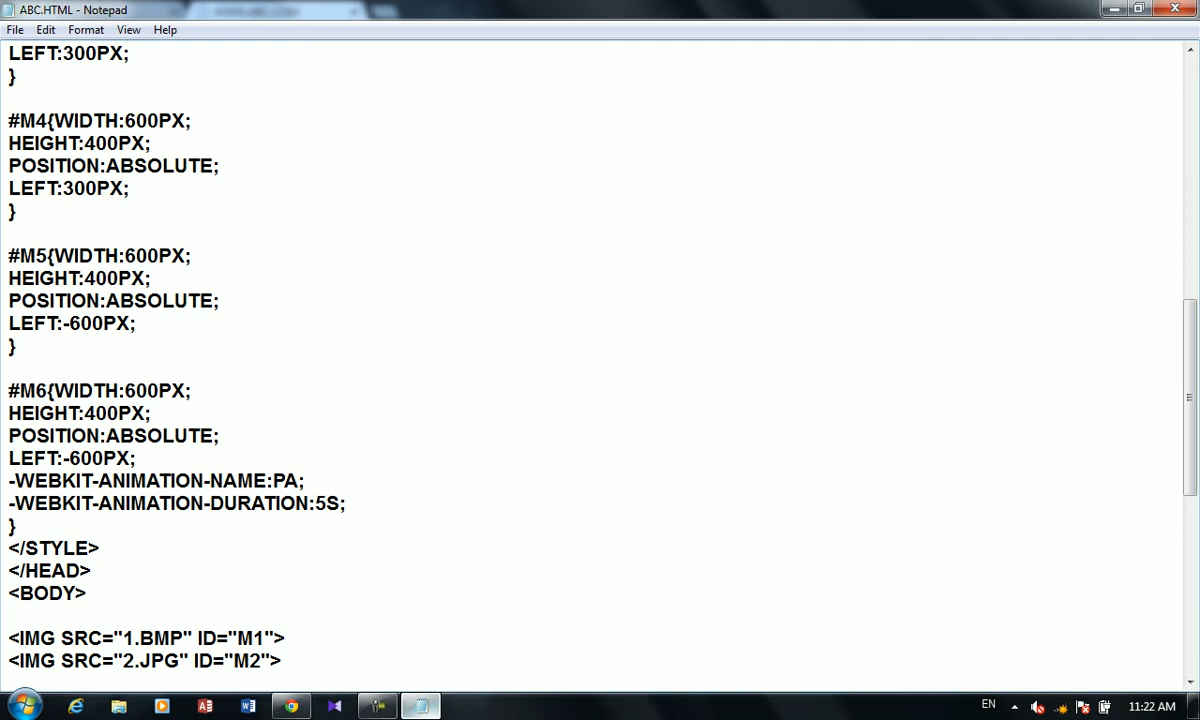 ABC.HTML - Notepad
File Edit Format View Help
LEFT:300PX;
}
#M4{WIDTH:600PX;
HEIGHT:400PX;
POSITION:ABSOLUTE;
LEFT:300PX;
}
#M5{WIDTH:600PX;
HEIGHT:400PX;
POSITION:ABSOLUTE;
LEFT:-600PX;
}
#M6{WIDTH:600PX;
HEIGHT:400PX;
POSITION:ABSOLUTE;
LEFT:-600PX;
-WEBKIT-ANIMATION-NAME:PA;
-WEBKIT-ANIMATION-DURATION:5S;
}
</STYLE>
</HEAD>
<BODY>
<IMG SRC="1.BMP" ID="M1">
<IMG SRC="2.JPG" ID="M2">
EN 11:22 AM